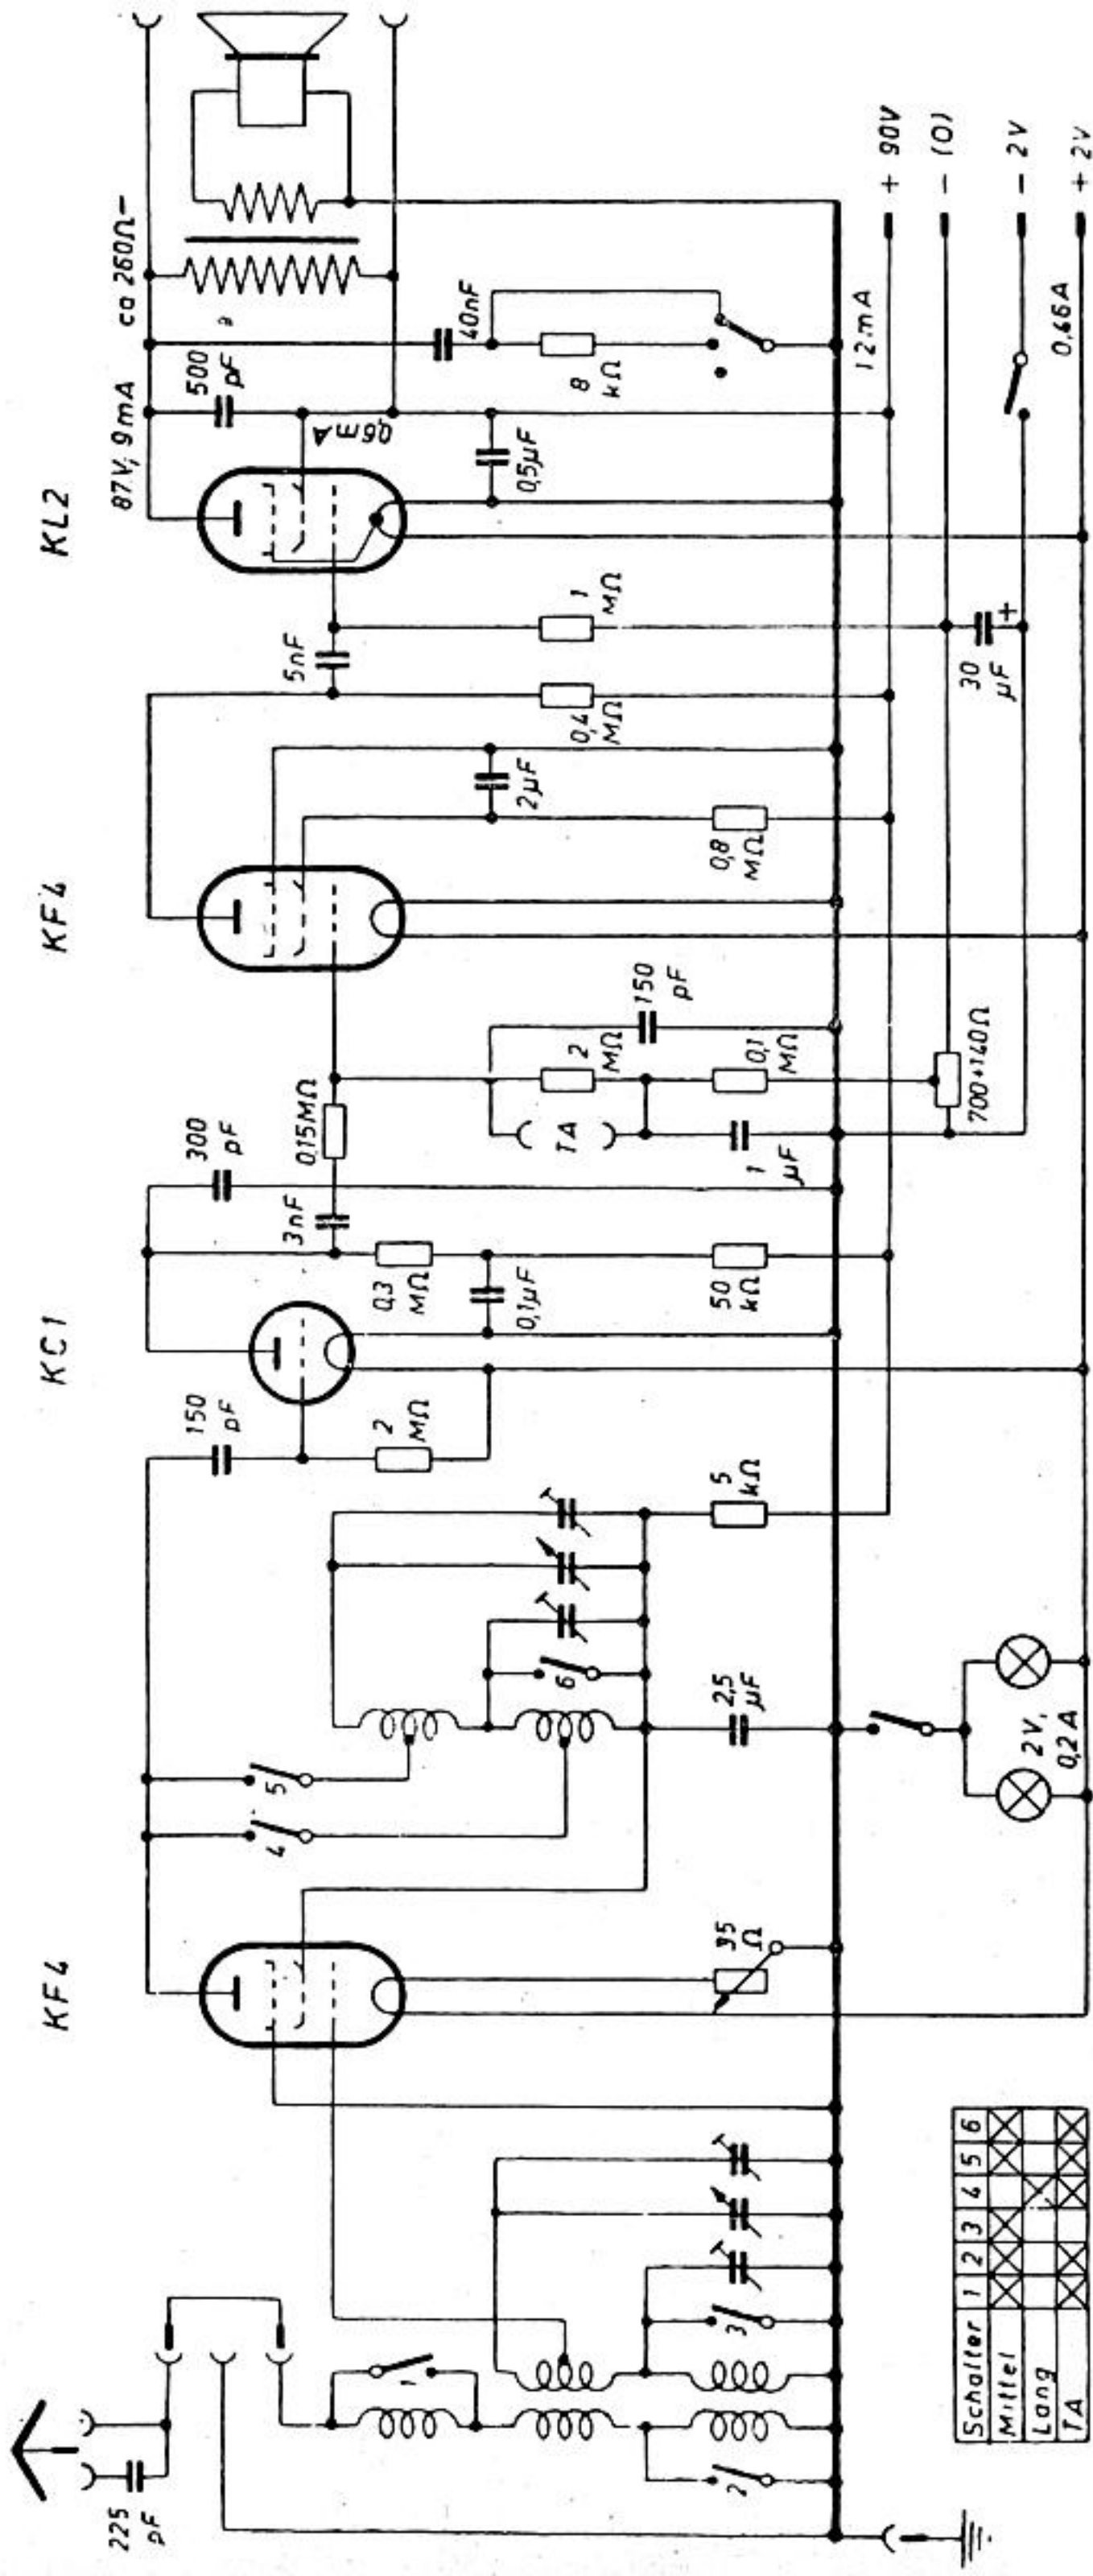 KF4
KC1
KF4
KL2
225
pF
1
2
3
4
5
6
35
Ω
2,5
µF
5
kΩ
150
pF
2
MΩ
0,3
MΩ
0,1µF
50
kΩ
3nF
300
pF
0,15MΩ
TA
1
µF
2
MΩ
0,1
MΩ
150
pF
700+140Ω
2µF
0,8
MΩ
0,4
MΩ
5nF
1
MΩ
30
µF
+
87V, 9mA
ca 260Ω-
500
pF
0,6mA
0,5µF
40nF
8
kΩ
12mA
+ 90V
- (0)
- 2V
0,66A
+ 2V
2V,
0,2A
Schalter 1 2 3 4 5 6
Mittel
Lang
TA